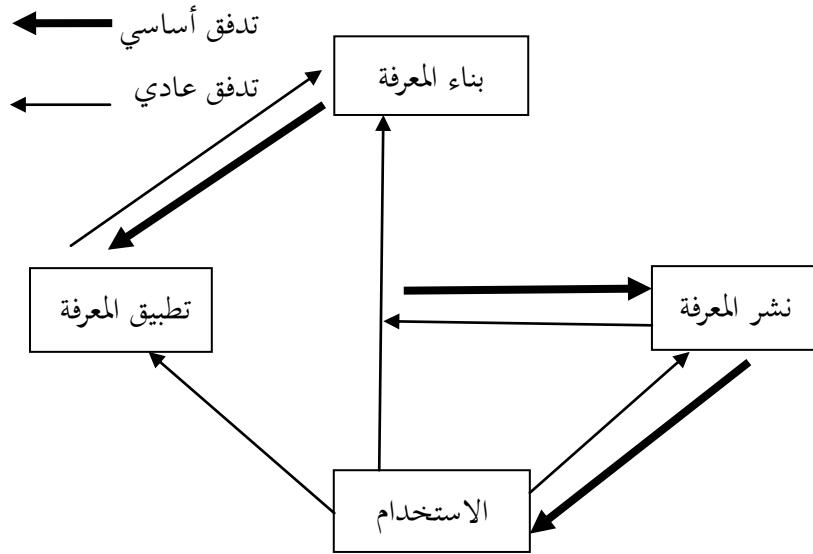 تدفق أساسي
تدفق عادي
بناء المعرفة
نشر المعرفة
تطبيق المعرفة
الاستخدام